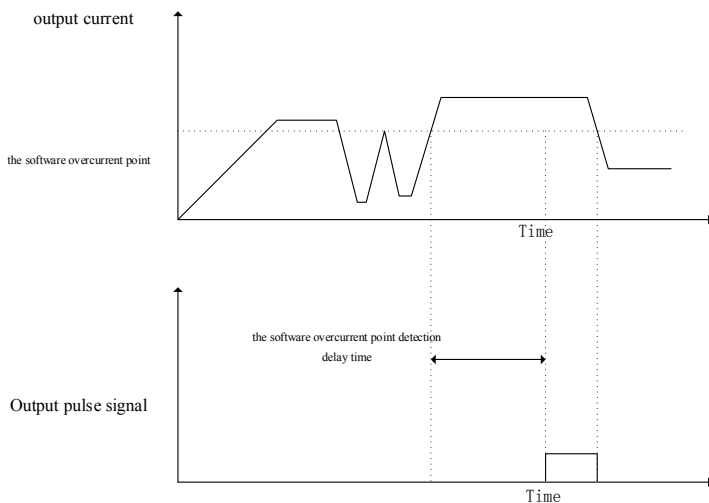 output current
the software overcurrent point
Time
the software overcurrent point detection
delay time
Output pulse signal
Time